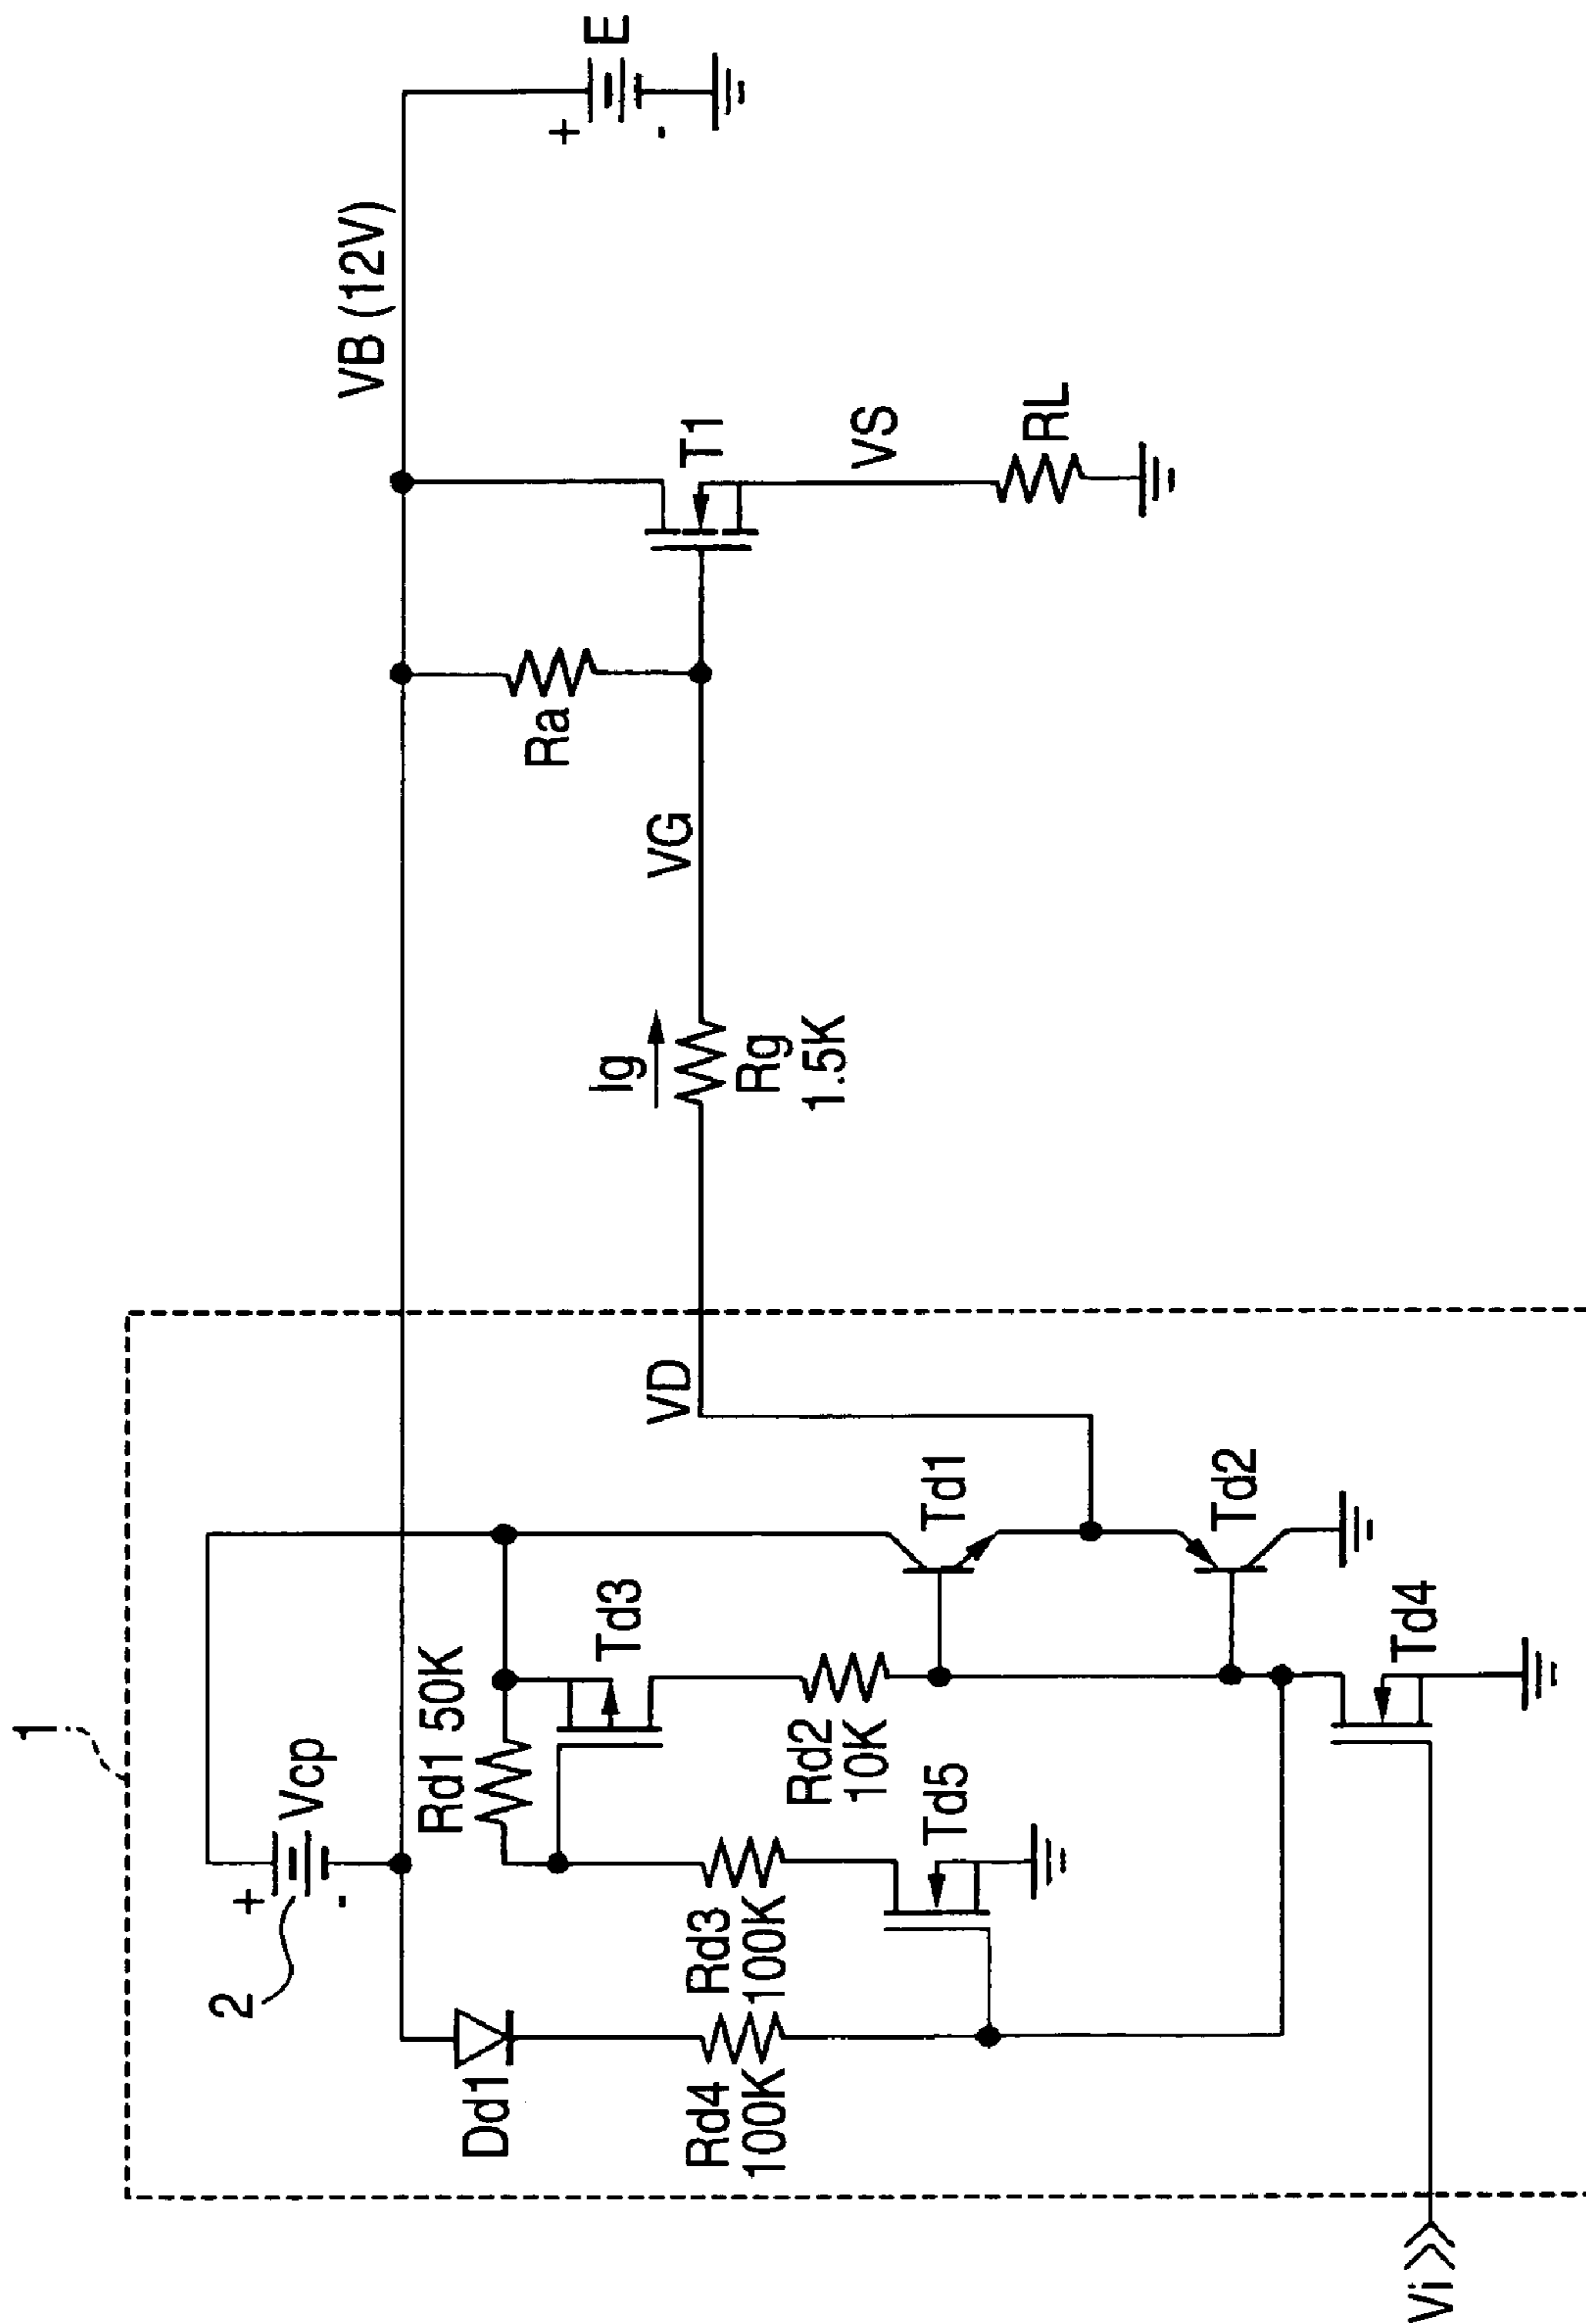 1
2
Vcp
+
-
Dd1
Rd4
100K
Rd3
100K
Rd1 50K
Td3
Rd2
10K
Td5
Td1
Td2
Td4
Vi
VD
Ig
Rg
1.5K
VG
Ra
T1
VS
RL
VB (12V)
E
+
-